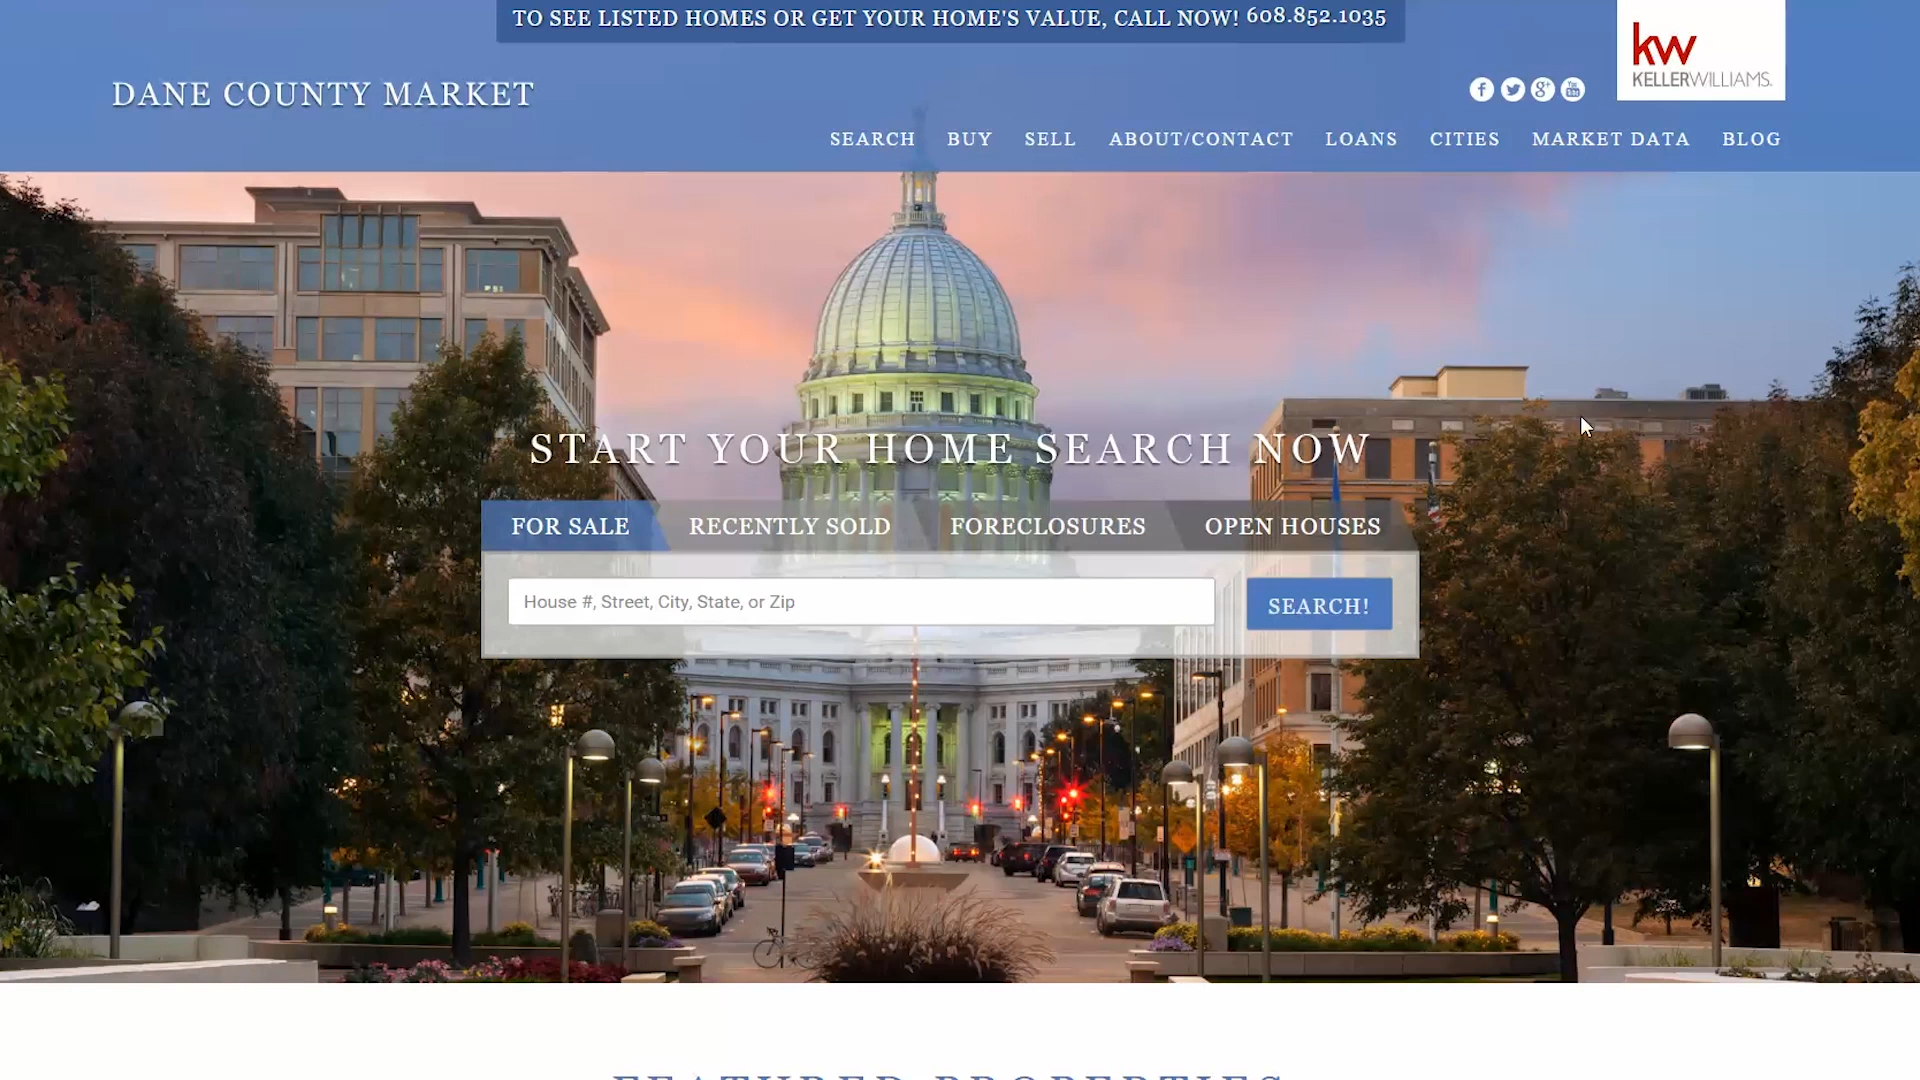 TO SEE LISTED HOMES OR GET YOUR HOME'S VALUE, CALL NOW! 608.852.1035
kw
KELLERWILLIAMS.
DANE COUNTY MARKET
SEARCH BUY SELL ABOUT/CONTACT LOANS CITIES MARKET DATA BLOG
START YOUR HOME SEARCH NOW
FOR SALE RECENTLY SOLD FORECLOSURES OPEN HOUSES
House #, Street, City, State, or Zip
SEARCH!
FEATURED PROPERTIES